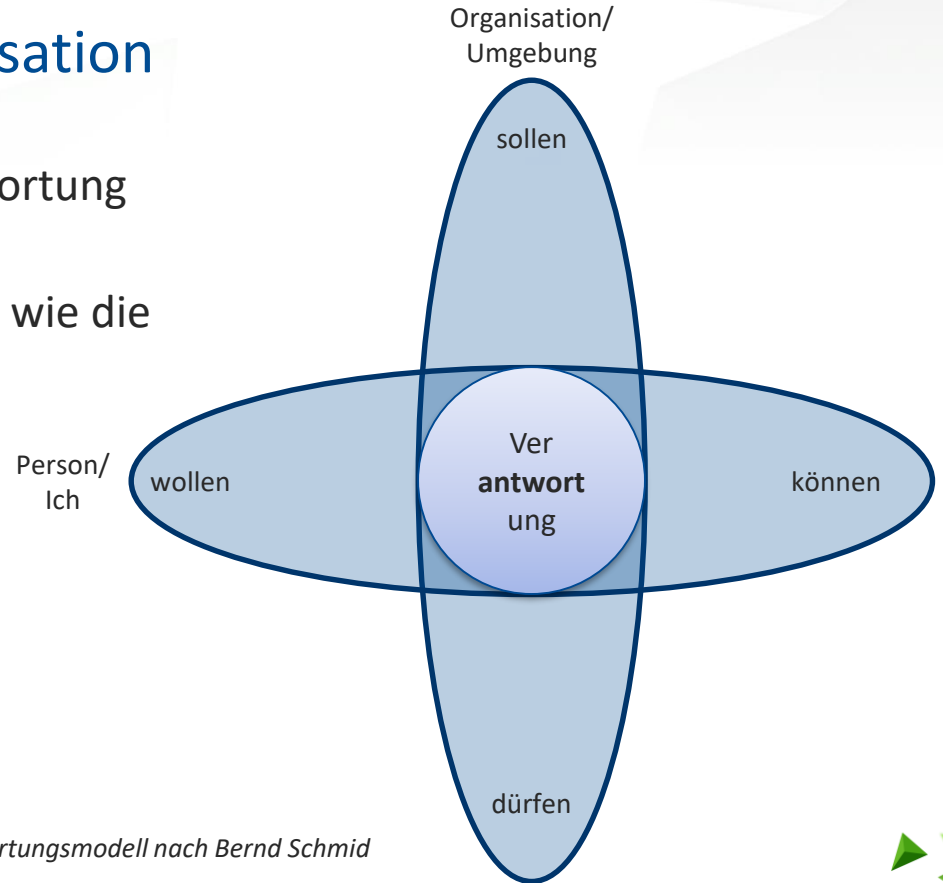 Organisation/
Umgebung
sation
sollen
ortung
wie die
Person/
Ich
wollen
Ver
antwort
ung
können
dürfen
rtungsmodell nach Bernd Schmid